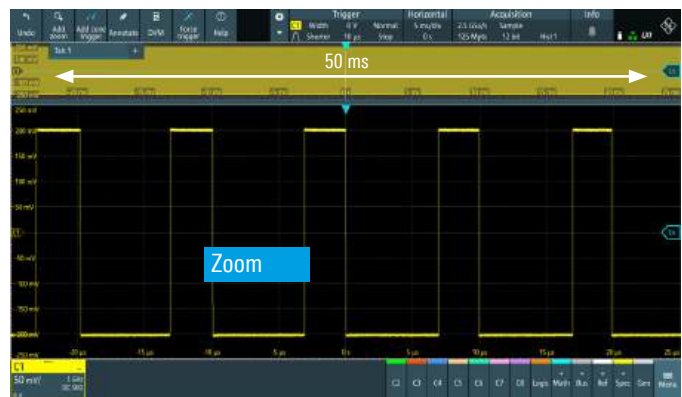 Trigger Horizontal Acquisition Info
Undo Add zoom Add zone trigger Annotate DVM Force trigger Help
C1 Width 0 V Normal 5 ms/div 2.5 GSa/s Sample
Shorter 10 µs Stop 0 s 125 Mpts 12 bit Hist1
Tab 1 +
50 ms
250 mV
200 mV
150 mV
100 mV
50 mV
C1
-50 mV
Zoom
-100 mV
-150 mV
-200 mV
-250 mV -20 µs -15 µs -10 µs -5 µs 0 s 5 µs 10 µs 15 µs 20 µs 25 µs
C1
50 mV/ 1 GHz
C2 C3 C4 C5 C6 C7 C8 Logic Math Bus Ref Spec Gen Menu